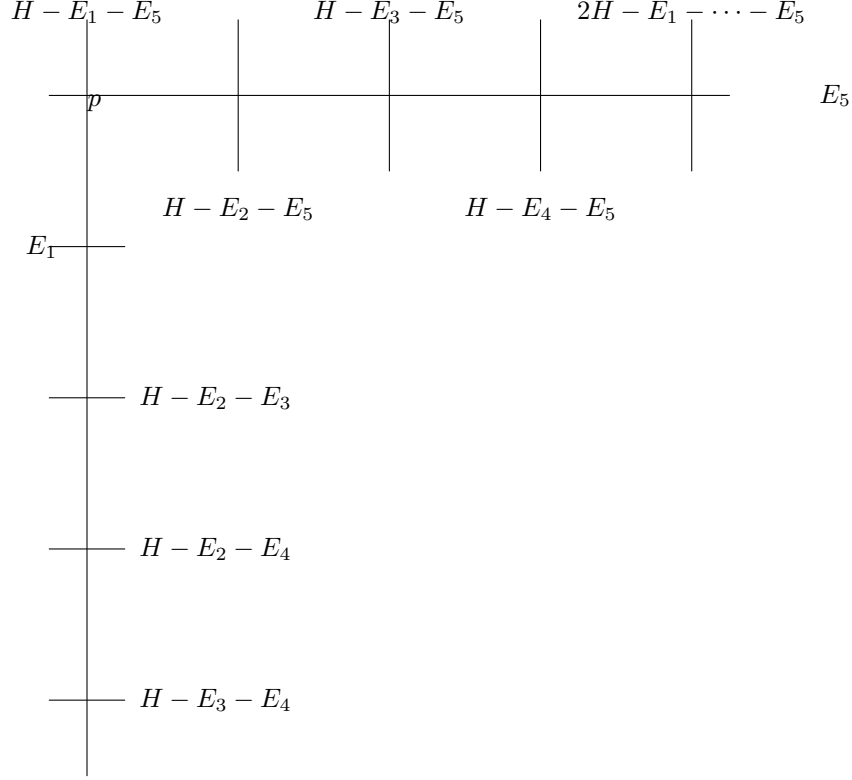 H − E₁ − E₅ H − E₃ − E₅ 2H − E₁ − ⋯ − E₅
p E₅
H − E₂ − E₅ H − E₄ − E₅
E₁
H − E₂ − E₃
H − E₂ − E₄
H − E₃ − E₄